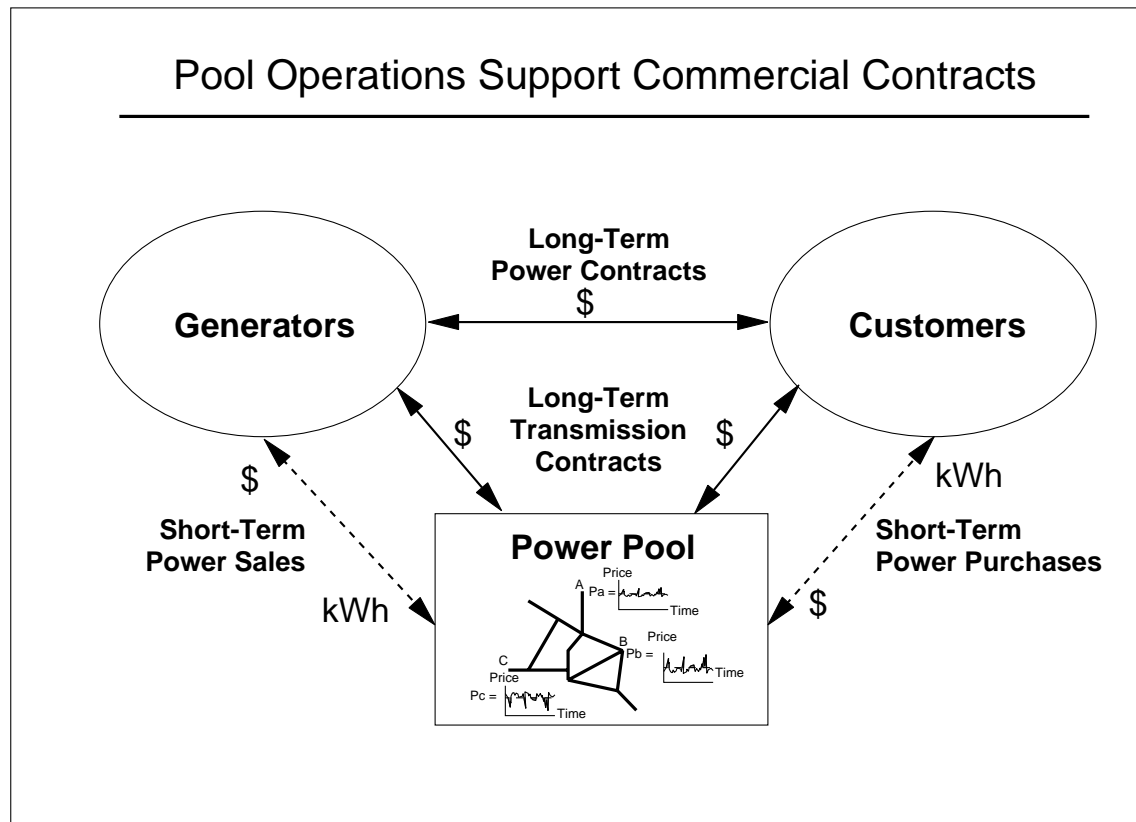 Pool Operations Support Commercial Contracts
Long-Term
Power Contracts
$
Generators
Customers
Long-Term
Transmission
Contracts
$
$
$
kWh
Short-Term
Power Sales
Short-Term
Power Purchases
kWh
$
Power Pool
Price
A
Pa =
Time
B
Price
Pb =
Time
C
Price
Pc =
Time